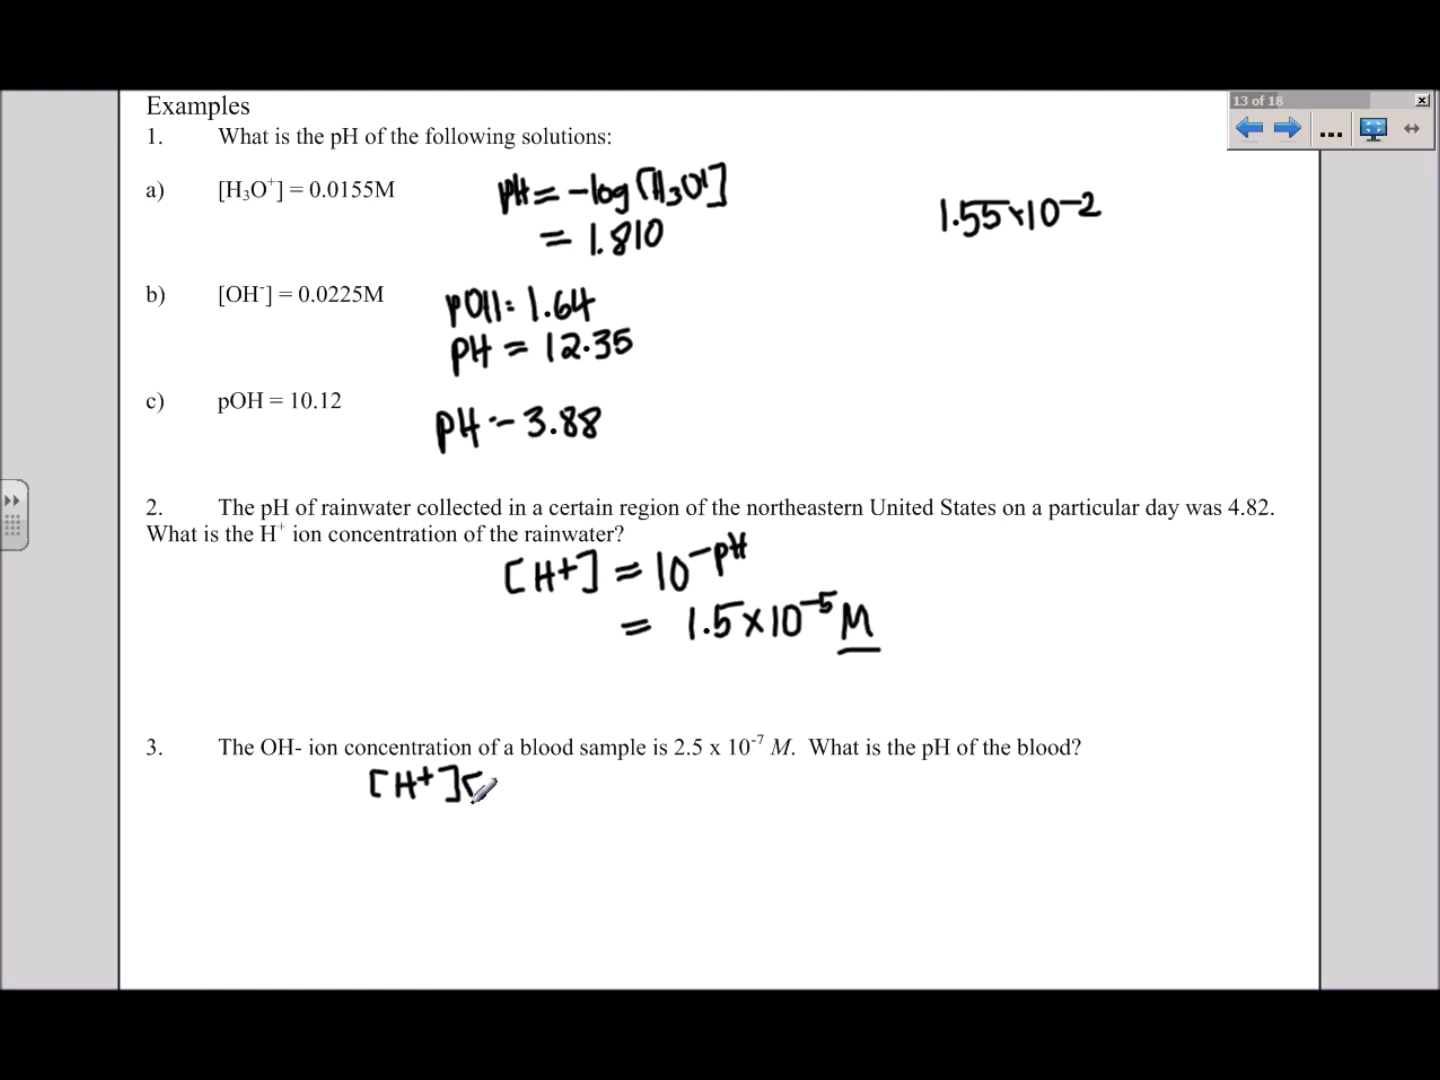 13 of 18
Examples
1. What is the pH of the following solutions:
a) [H₃O⁺] = 0.0155M
pH = -log[H₃O⁺]
= 1.810
1.55×10⁻²
b) [OH⁻] = 0.0225M
pOH = 1.64
pH = 12.35
c) pOH = 10.12
pH = 3.88
2. The pH of rainwater collected in a certain region of the northeastern United States on a particular day was 4.82.
What is the H⁺ ion concentration of the rainwater?
[H+] = 10⁻ᵖᴴ
= 1.5×10⁻⁵ M
3. The OH- ion concentration of a blood sample is 2.5 x 10⁻⁷ M. What is the pH of the blood?
[H+][